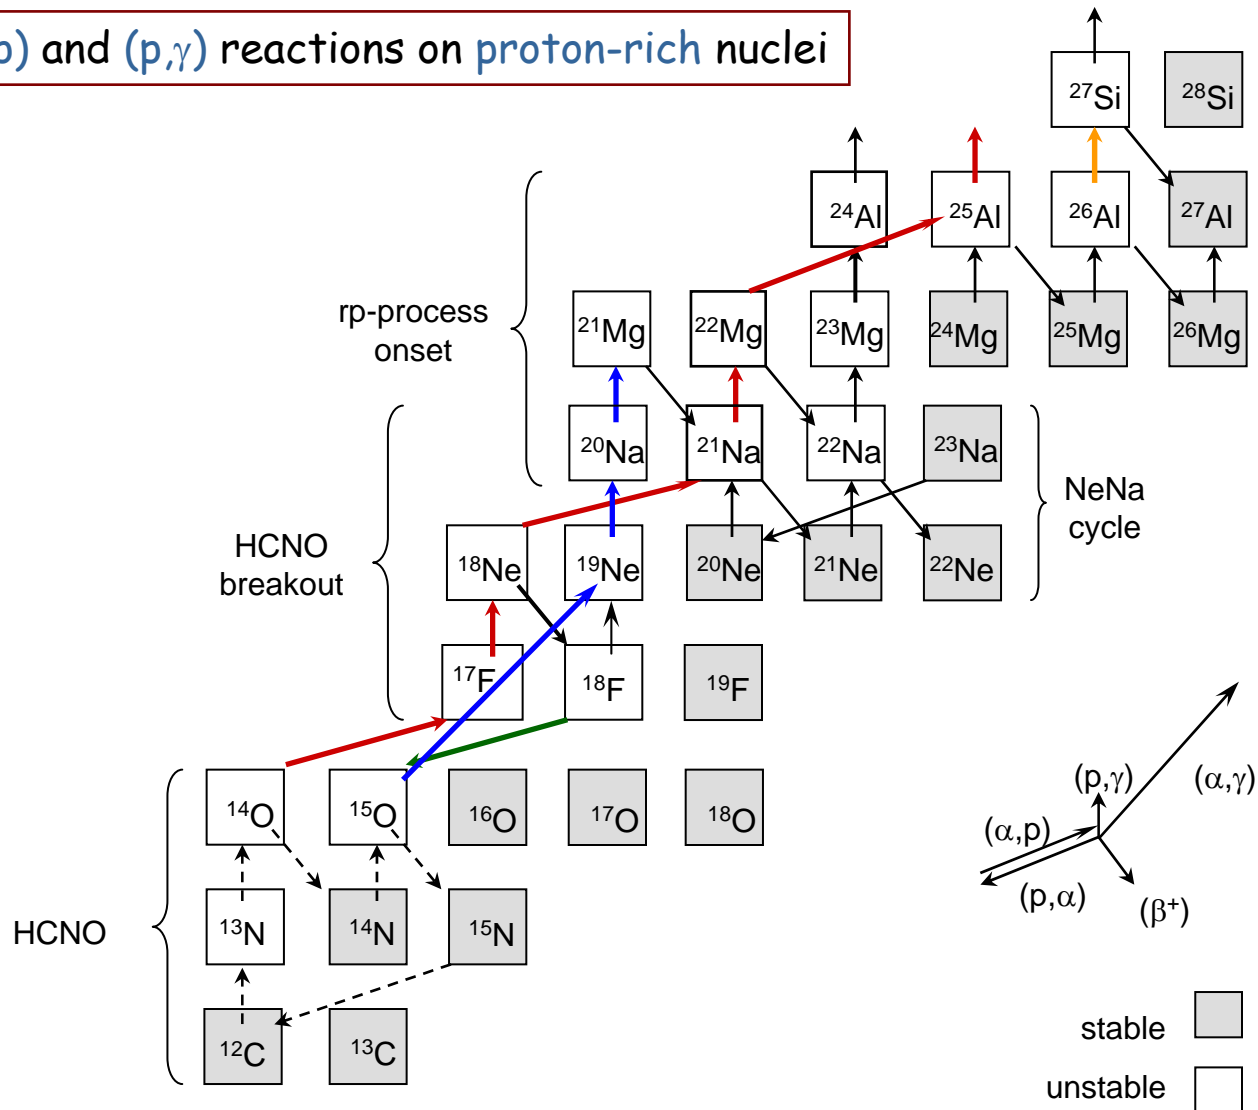 p) and (p,γ) reactions on proton-rich nuclei
²⁷Si ²⁸Si
²⁴Al ²⁵Al ²⁶Al ²⁷Al
rp-process
onset
²¹Mg ²²Mg ²³Mg ²⁴Mg ²⁵Mg ²⁶Mg
²⁰Na ²¹Na ²²Na ²³Na
NeNa
cycle
HCNO
breakout
¹⁸Ne ¹⁹Ne ²⁰Ne ²¹Ne ²²Ne
¹⁷F ¹⁸F ¹⁹F
¹⁴O ¹⁵O ¹⁶O ¹⁷O ¹⁸O
(p,γ) (α,γ)
(α,p)
(p,α) (β⁺)
HCNO
¹³N ¹⁴N ¹⁵N
¹²C ¹³C
stable
unstable